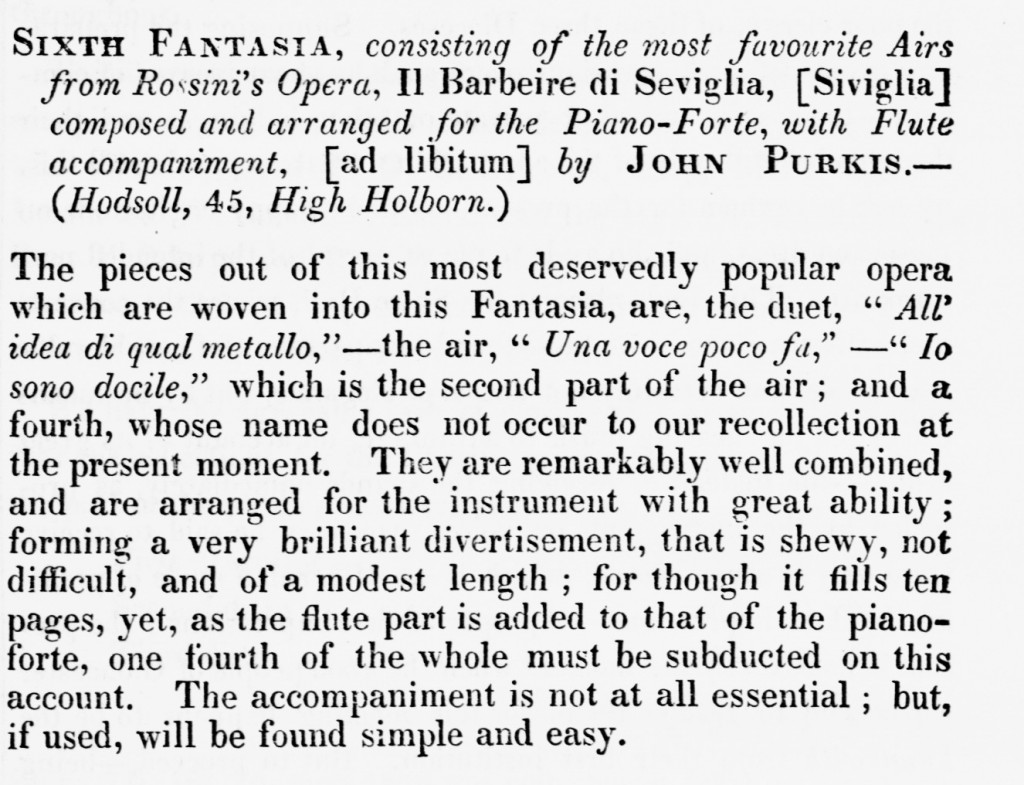 SIXTH FANTASIA, consisting of the most favourite Airs
from Rossini's Opera, Il Barbeire di Seviglia, [Siviglia]
composed and arranged for the Piano-Forte, with Flute
accompaniment, [ad libitum] by JOHN PURKIS.—
(Hodsoll, 45, High Holborn.)
The pieces out of this most deservedly popular opera
which are woven into this Fantasia, are, the duet, “ All’
idea di qual metallo,”—the air, “ Una voce poco fa,” —“ Io
sono docile,” which is the second part of the air ; and a
fourth, whose name does not occur to our recollection at
the present moment. They are remarkably well combined,
and are arranged for the instrument with great ability ;
forming a very brilliant divertisement, that is shewy, not
difficult, and of a modest length ; for though it fills ten
pages, yet, as the flute part is added to that of the piano-
forte, one fourth of the whole must be subducted on this
account. The accompaniment is not at all essential ; but,
if used, will be found simple and easy.